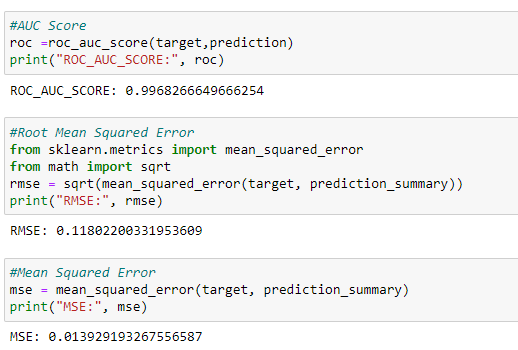 #AUC Score
roc =roc_auc_score(target,prediction)
print("ROC_AUC_SCORE:", roc)
ROC_AUC_SCORE: 0.9968266649666254
#Root Mean Squared Error
from sklearn.metrics import mean_squared_error
from math import sqrt
rmse = sqrt(mean_squared_error(target, prediction_summary))
print("RMSE:", rmse)
RMSE: 0.11802200331953609
#Mean Squared Error
mse = mean_squared_error(target, prediction_summary)
print("MSE:", mse)
MSE: 0.013929193267556587